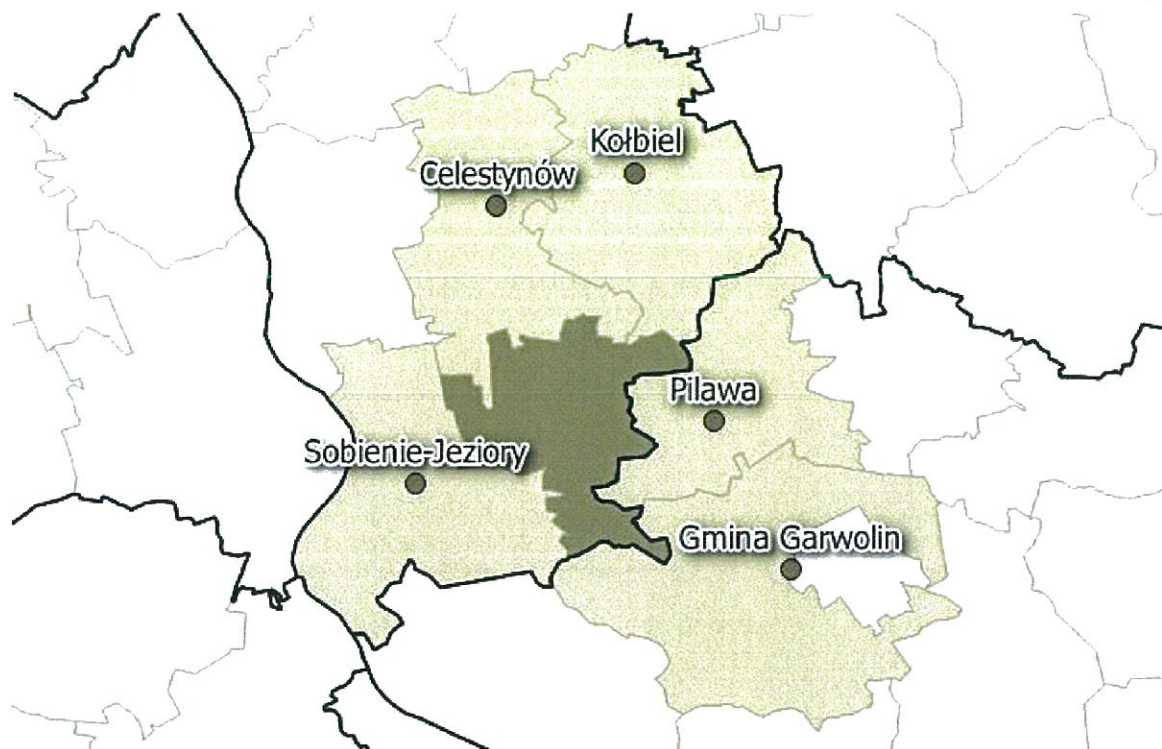 Kołbiel
Celestynów
Pilawa
Sobienie-Jeziory
Gmina Garwolin